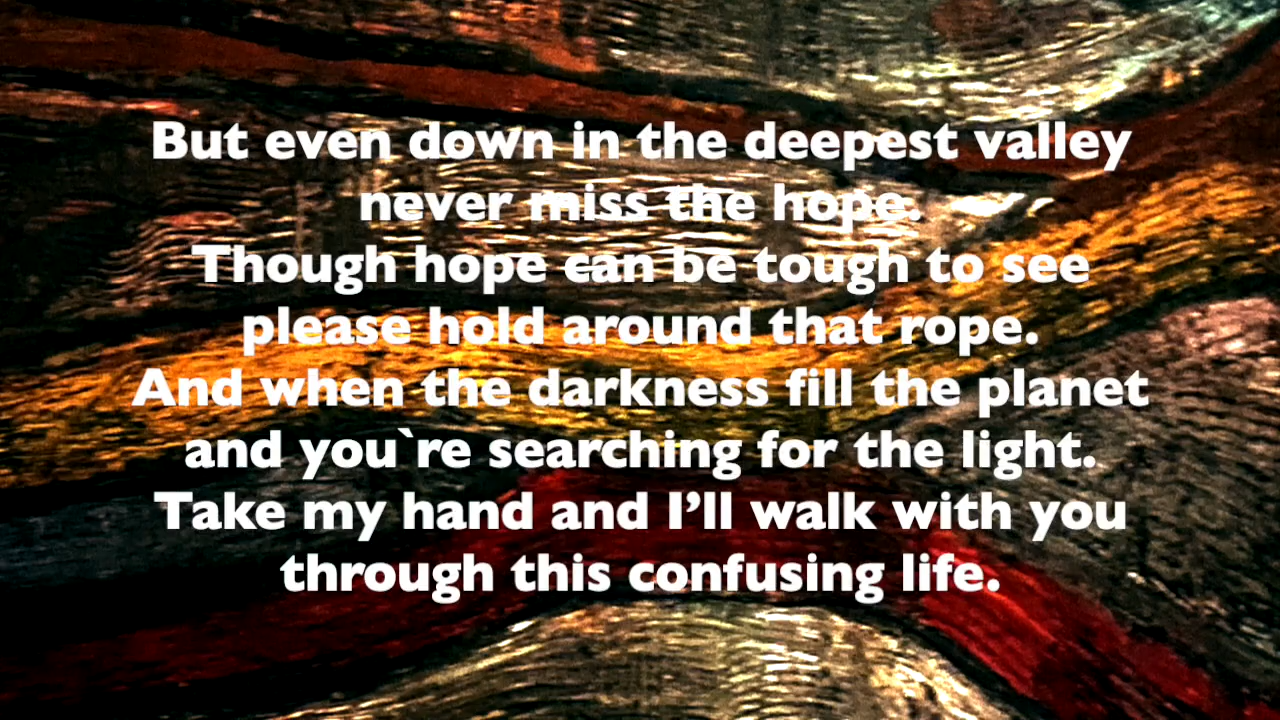 But even down in the deepest valley
never miss the hope.
Though hope can be tough to see
please hold around that rope.
And when the darkness fill the planet
and you`re searching for the light.
Take my hand and I’ll walk with you
through this confusing life.